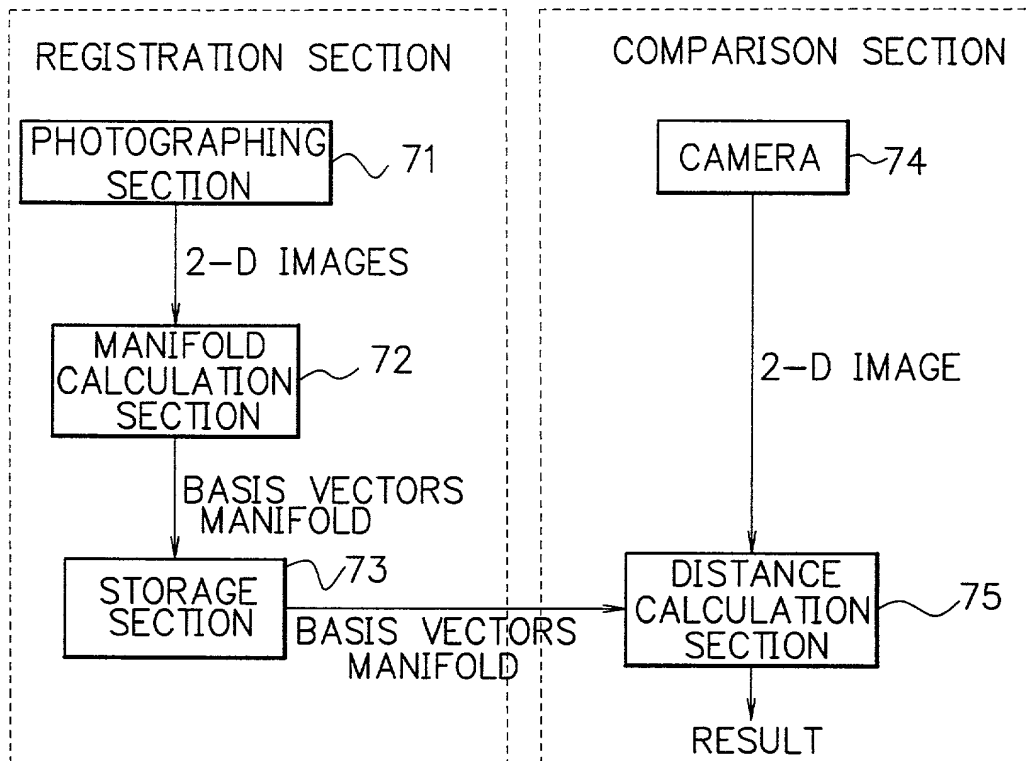 REGISTRATION SECTION
PHOTOGRAPHING
SECTION
71
2-D IMAGES
MANIFOLD
CALCULATION
SECTION
72
BASIS VECTORS
MANIFOLD
STORAGE
SECTION
73
BASIS VECTORS
MANIFOLD
COMPARISON SECTION
CAMERA
74
2-D IMAGE
DISTANCE
CALCULATION
SECTION
75
RESULT